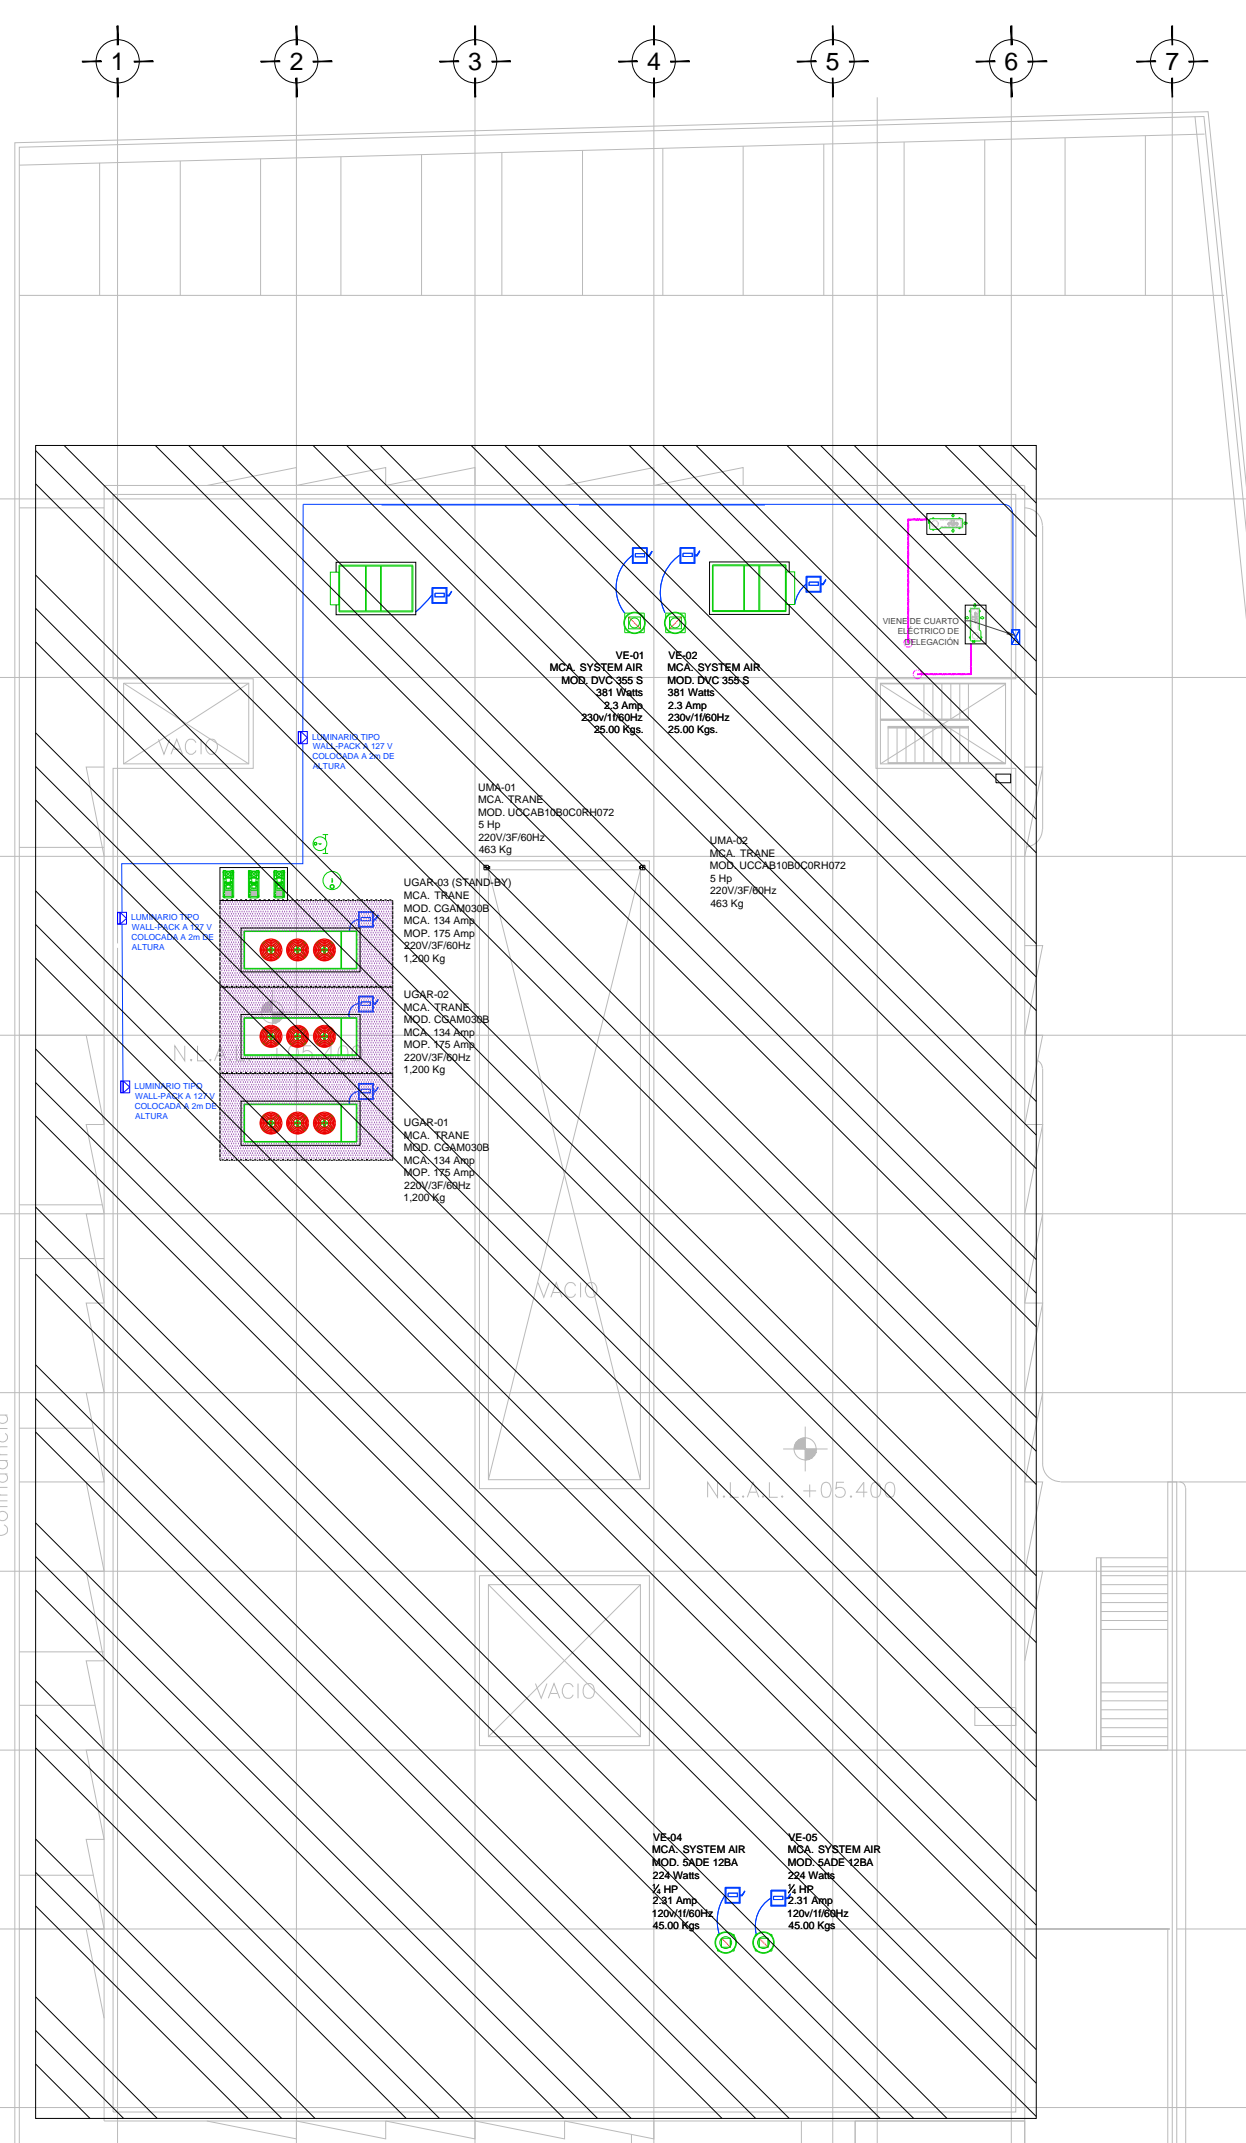 1 2 3 4 5 6 7
VIENE DE CUARTO
ELÉCTRICO DE
DELEGACIÓN
VE-01
MCA. SYSTEM AIR
MOD. DVC 355 S
381 Watts
2.3 Amp
230v/1f/60Hz
25.00 Kgs.
VE-02
MCA. SYSTEM AIR
MOD. DVC 355 S
381 Watts
2.3 Amp
230v/1f/60Hz
25.00 Kgs.
VACIO
LUMINARIO TIPO
WALL-PACK A 127 V
COLOCADA A 2m DE
ALTURA
UMA-01
MCA. TRANE
MOD. UCCAB10B0C0RH072
5 Hp
220V/3F/60Hz
463 Kg
UMA-02
MCA. TRANE
MOD. UCCAB10B0C0RH072
5 Hp
220V/3F/60Hz
463 Kg
UGAR-03 (STAND-BY)
MCA. TRANE
MOD. CGAM030B
MCA. 134 Amp
MOP. 175 Amp
220V/3F/60Hz
1,200 Kg
LUMINARIO TIPO
WALL-PACK A 127 V
COLOCADA A 2m DE
ALTURA
UGAR-02
MCA. TRANE
MOD. CGAM030B
MCA. 134 Amp
MOP. 175 Amp
220V/3F/60Hz
1,200 Kg
LUMINARIO TIPO
WALL-PACK A 127 V
COLOCADA A 2m DE
ALTURA
UGAR-01
MCA. TRANE
MOD. CGAM030B
MCA. 134 Amp
MOP. 175 Amp
220V/3F/60Hz
1,200 Kg
VACIO
Colindancia
N.L.A.L. +05.400
VACIO
VE-04
MCA. SYSTEM AIR
MOD. 5ADE 12BA
224 Watts
¼ HP
2.31 Amp
120v/1f/60Hz
45.00 Kgs
VE-05
MCA. SYSTEM AIR
MOD. 5ADE 12BA
224 Watts
¼ HP
2.31 Amp
120v/1f/60Hz
45.00 Kgs